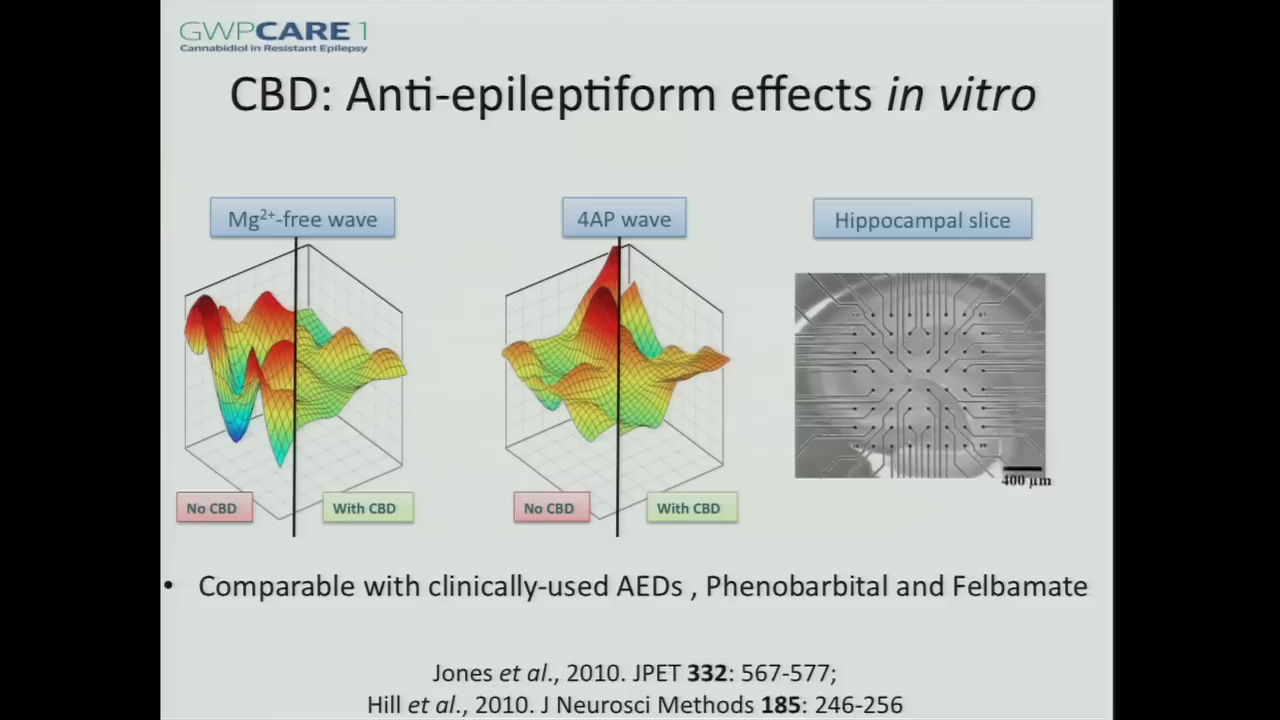 GWPCARE 1
Cannabidiol in Resistant Epilepsy
CBD: Anti-epileptiform effects in vitro
Mg²⁺-free wave
4AP wave
Hippocampal slice
No CBD
With CBD
No CBD
With CBD
400 µm
• Comparable with clinically-used AEDs , Phenobarbital and Felbamate
Jones et al., 2010. JPET 332: 567-577;
Hill et al., 2010. J Neurosci Methods 185: 246-256